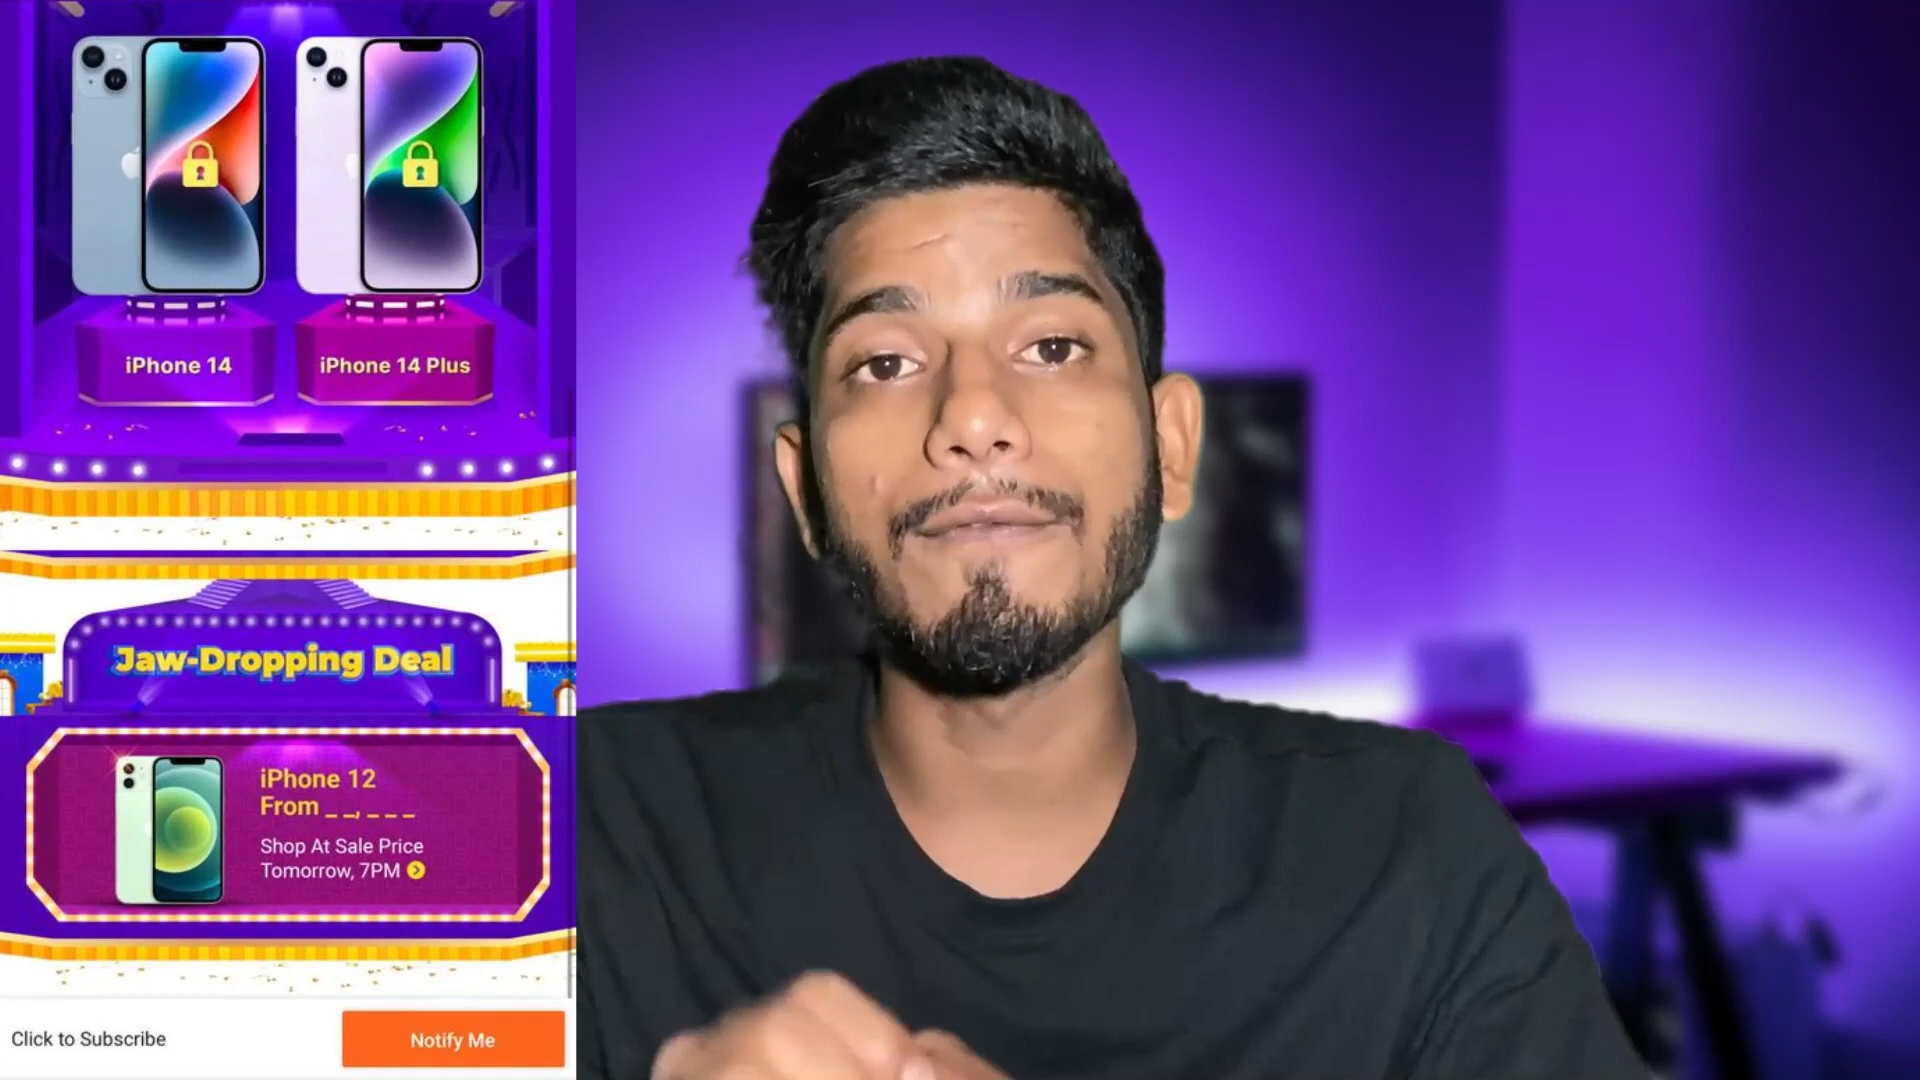 iPhone 14
iPhone 14 Plus
Jaw-Dropping Deal
iPhone 12
From _ _, _ _ _
Shop At Sale Price
Tomorrow, 7PM
Click to Subscribe
Notify Me